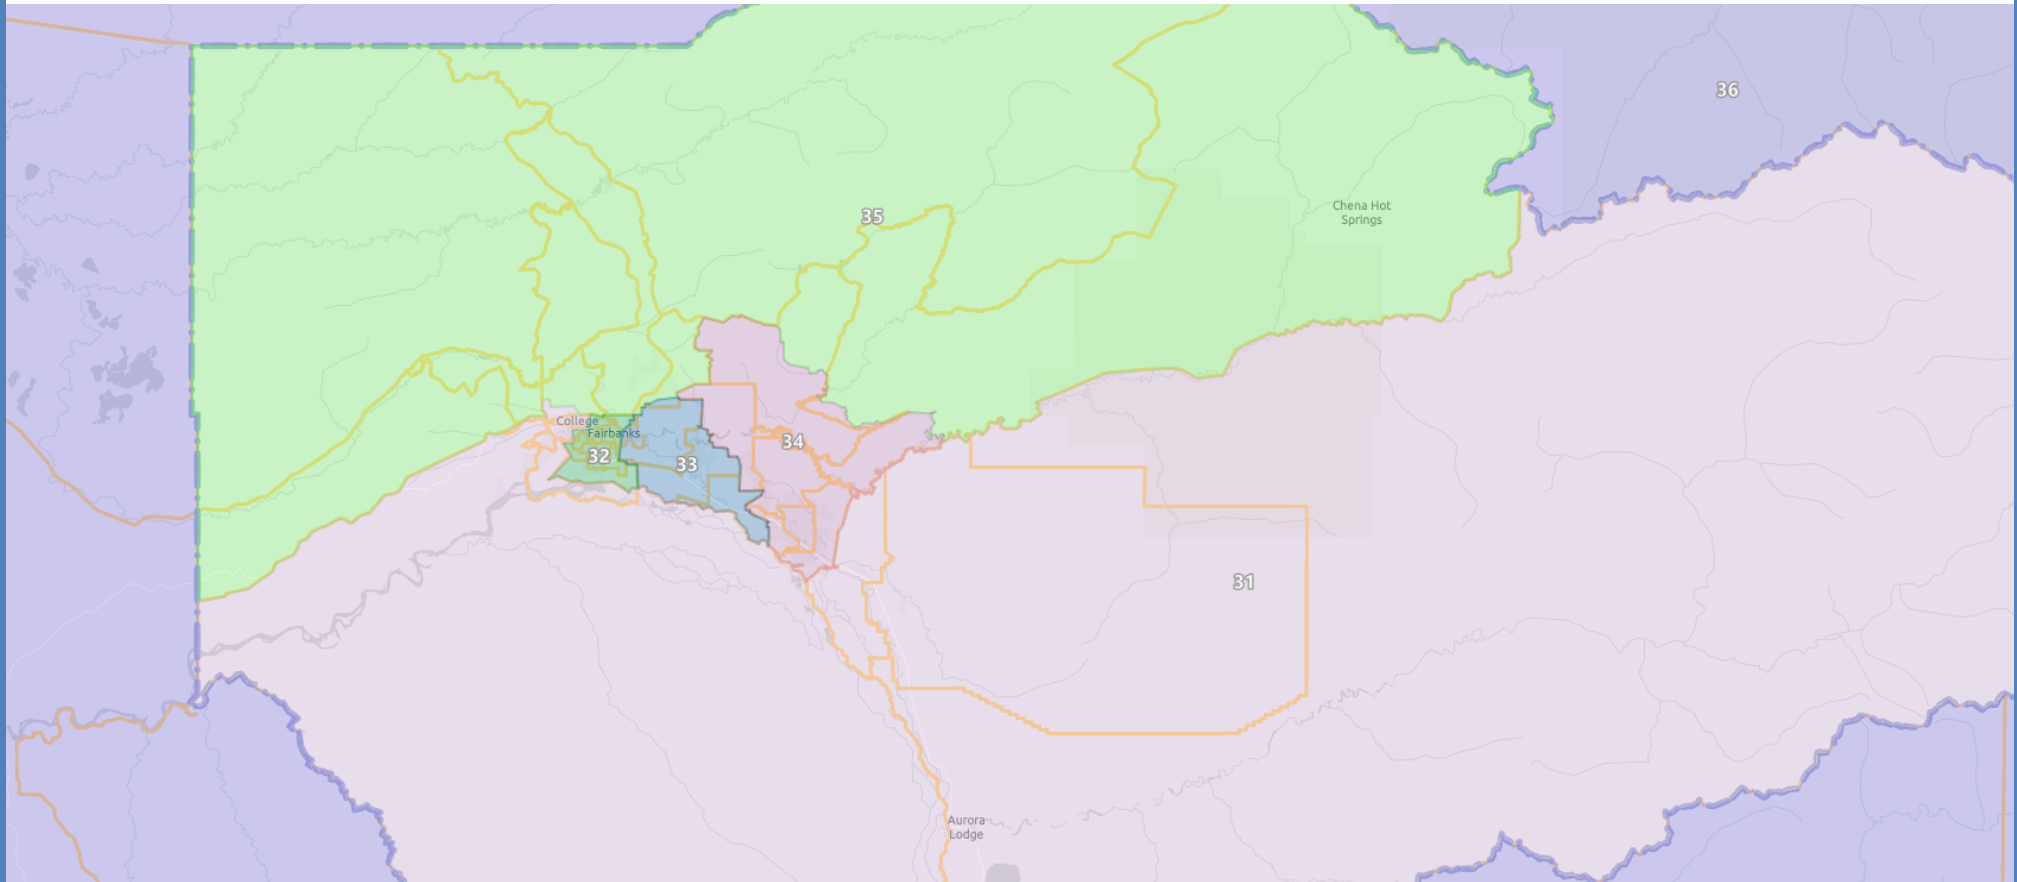 36
35
Chena Hot
Springs
College
Fairbanks
34
32
33
31
Aurora
Lodge